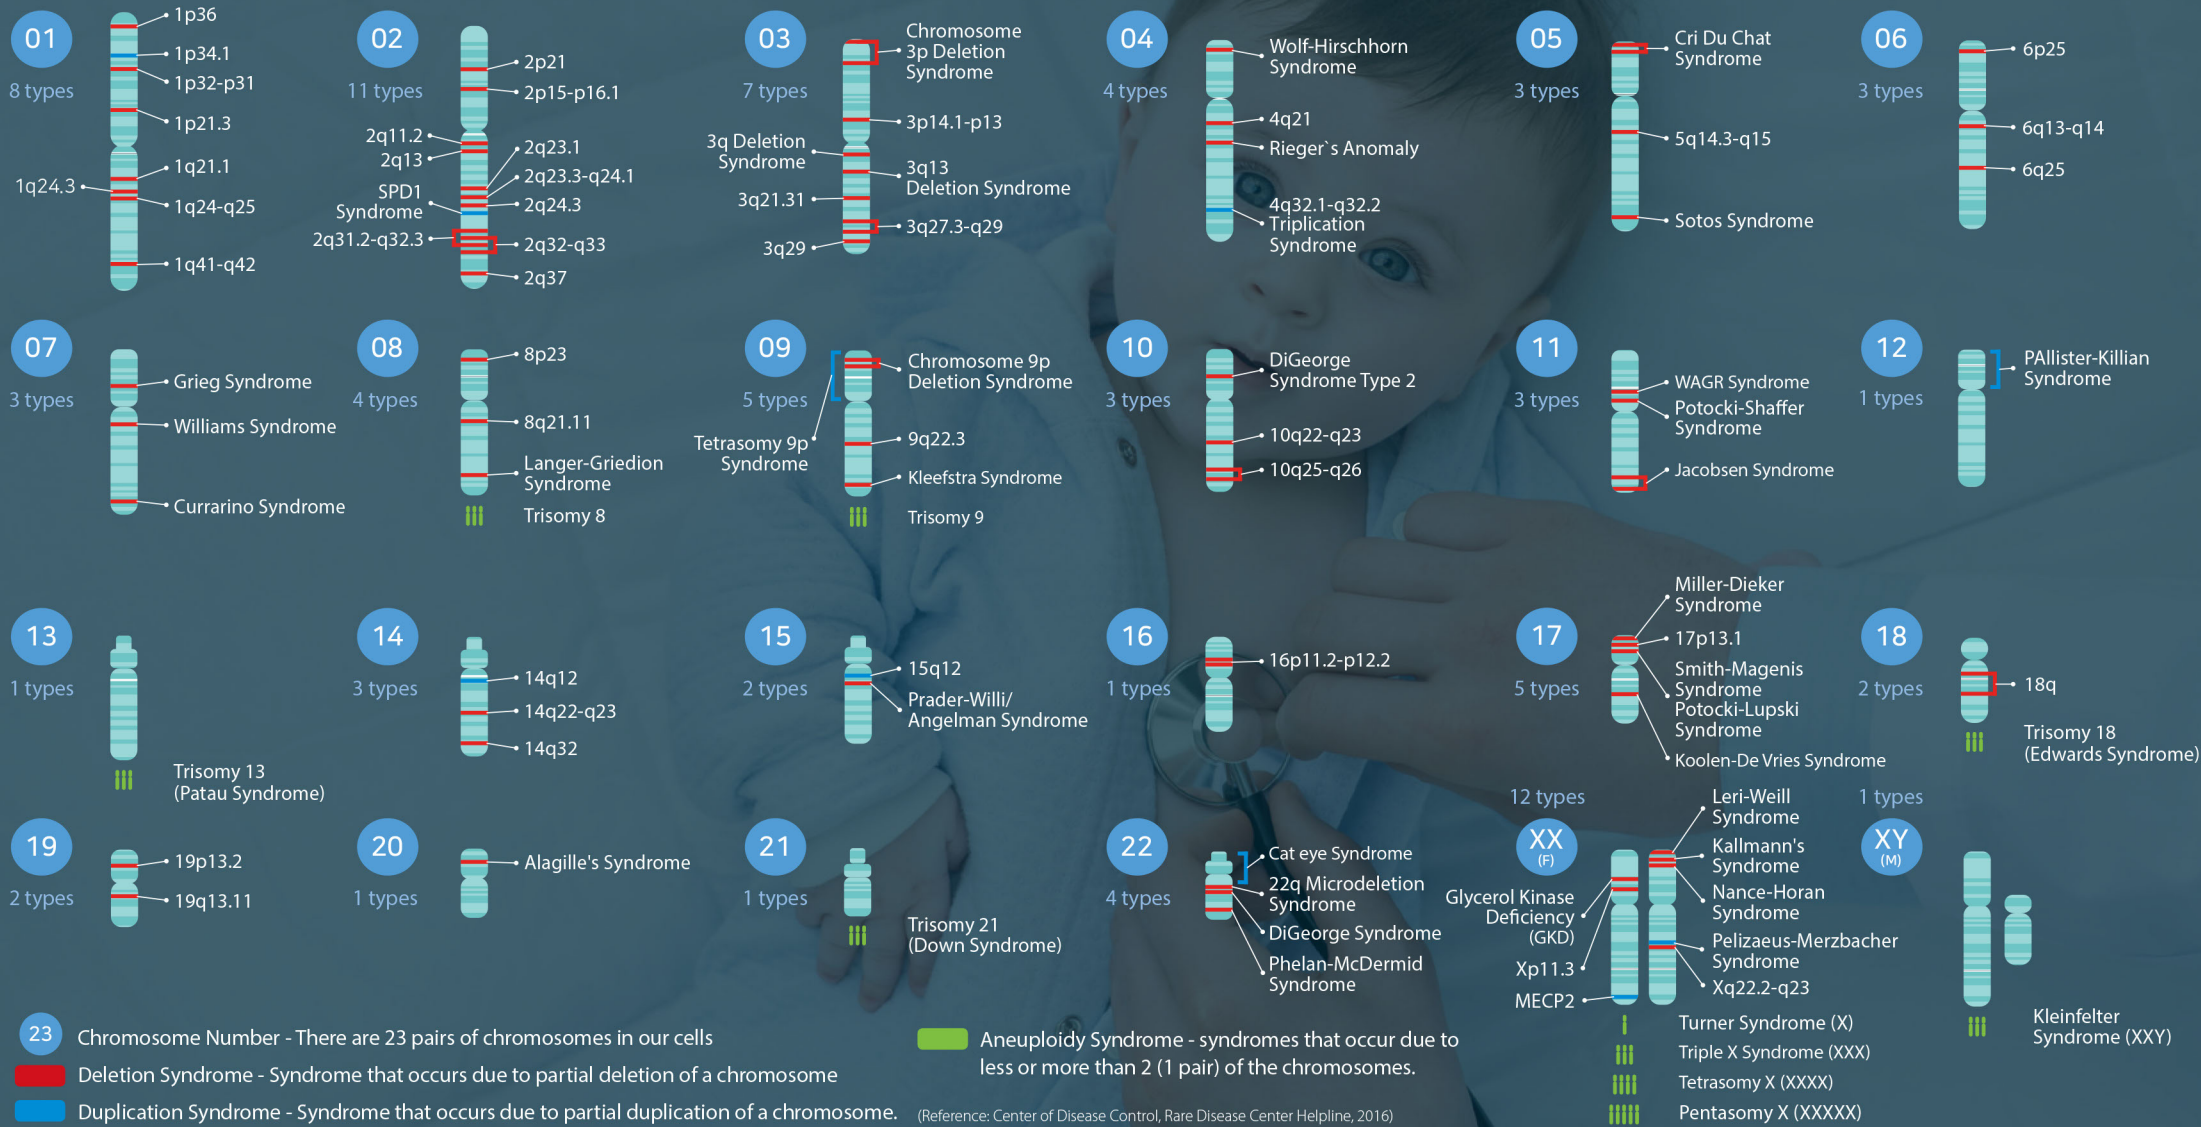 01
8 types
1p36
1p34.1
1p32-p31
1p21.3
1q21.1
1q24.3
1q24-q25
1q41-q42
02
11 types
2p21
2p15-p16.1
2q11.2
2q13
2q23.1
2q23.3-q24.1
SPD1
Syndrome
2q24.3
2q31.2-q32.3
2q32-q33
2q37
03
7 types
Chromosome
3p Deletion
Syndrome
3p14.1-p13
3q Deletion
Syndrome
3q13
Deletion Syndrome
3q21.31
3q27.3-q29
3q29
04
4 types
Wolf-Hirschhorn
Syndrome
4q21
Rieger`s Anomaly
4q32.1-q32.2
Triplication
Syndrome
05
3 types
Cri Du Chat
Syndrome
5q14.3-q15
Sotos Syndrome
06
3 types
6p25
6q13-q14
6q25
07
3 types
Grieg Syndrome
Williams Syndrome
Currarino Syndrome
08
4 types
8p23
8q21.11
Langer-Griedion
Syndrome
Trisomy 8
09
5 types
Chromosome 9p
Deletion Syndrome
Tetrasomy 9p
Syndrome
9q22.3
Kleefstra Syndrome
Trisomy 9
10
3 types
DiGeorge
Syndrome Type 2
10q22-q23
10q25-q26
11
3 types
WAGR Syndrome
Potocki-Shaffer
Syndrome
Jacobsen Syndrome
12
1 types
PAllister-Killian
Syndrome
13
1 types
Trisomy 13
(Patau Syndrome)
14
3 types
14q12
14q22-q23
14q32
15
2 types
15q12
Prader-Willi/
Angelman Syndrome
16
1 types
16p11.2-p12.2
17
5 types
Miller-Dieker
Syndrome
17p13.1
Smith-Magenis
Syndrome
Potocki-Lupski
Syndrome
Koolen-De Vries Syndrome
18
2 types
18q
Trisomy 18
(Edwards Syndrome)
19
2 types
19p13.2
19q13.11
20
1 types
Alagille's Syndrome
21
1 types
Trisomy 21
(Down Syndrome)
22
4 types
Cat eye Syndrome
22q Microdeletion
Syndrome
DiGeorge Syndrome
Phelan-McDermid
Syndrome
12 types
XX
(F)
Leri-Weill
Syndrome
Kallmann's
Syndrome
Glycerol Kinase
Deficiency
(GKD)
Nance-Horan
Syndrome
Pelizaeus-Merzbacher
Syndrome
Xp11.3
Xq22.2-q23
MECP2
Turner Syndrome (X)
Triple X Syndrome (XXX)
Tetrasomy X (XXXX)
Pentasomy X (XXXXX)
1 types
XY
(M)
Kleinfelter
Syndrome (XXY)
23
Chromosome Number - There are 23 pairs of chromosomes in our cells
Deletion Syndrome - Syndrome that occurs due to partial deletion of a chromosome
Duplication Syndrome - Syndrome that occurs due to partial duplication of a chromosome.
Aneuploidy Syndrome - syndromes that occur due to
less or more than 2 (1 pair) of the chromosomes.
(Reference: Center of Disease Control, Rare Disease Center Helpline, 2016)